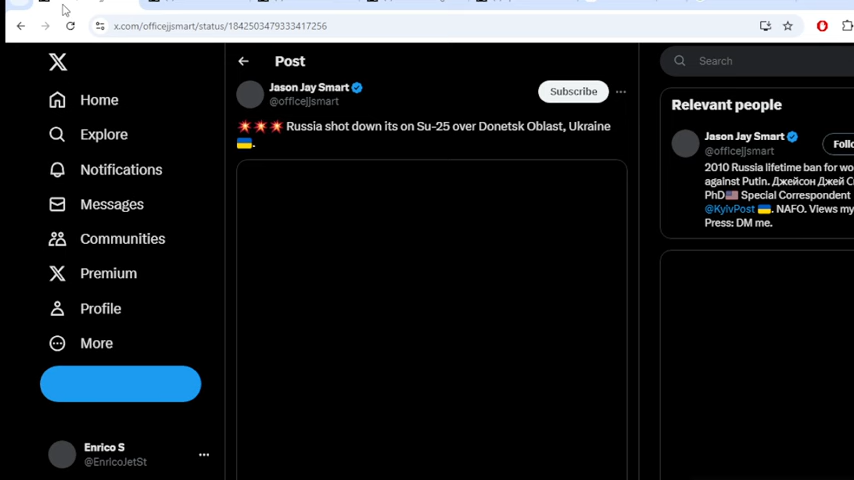 x.com/officejjsmart/status/1842503479333417256
Post
Search
Jason Jay Smart
@officejjsmart
Subscribe
Russia shot down its on Su-25 over Donetsk Oblast, Ukraine
.
Home
Explore
Notifications
Messages
Communities
Premium
Profile
More
Enrico S
@EnricoJetSt
Relevant people
Jason Jay Smart
@officejjsmart
Follo
2010 Russia lifetime ban for wo
against Putin. Джейсон Джей С
PhD Special Correspondent
@KyivPost . NAFO. Views my
Press: DM me.